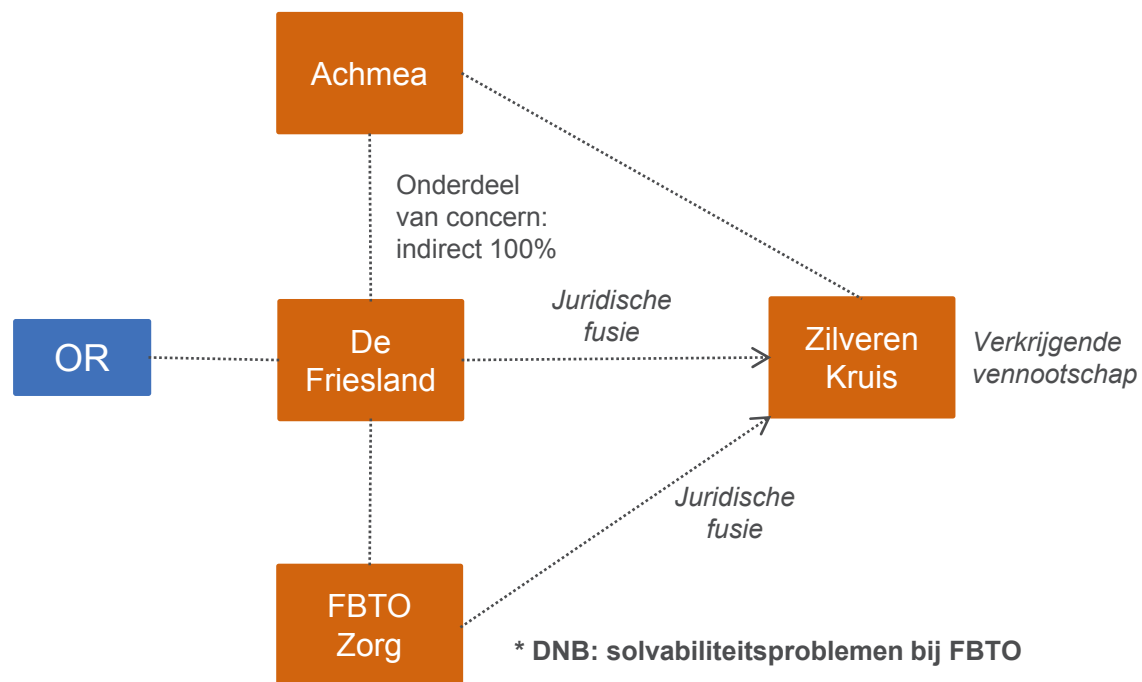 Achmea
Onderdeel
van concern:
indirect 100%
OR
De
Friesland
Juridische
fusie
Zilveren
Kruis
Verkrijgende
vennootschap
Juridische
fusie
FBTO
Zorg
* DNB: solvabiliteitsproblemen bij FBTO